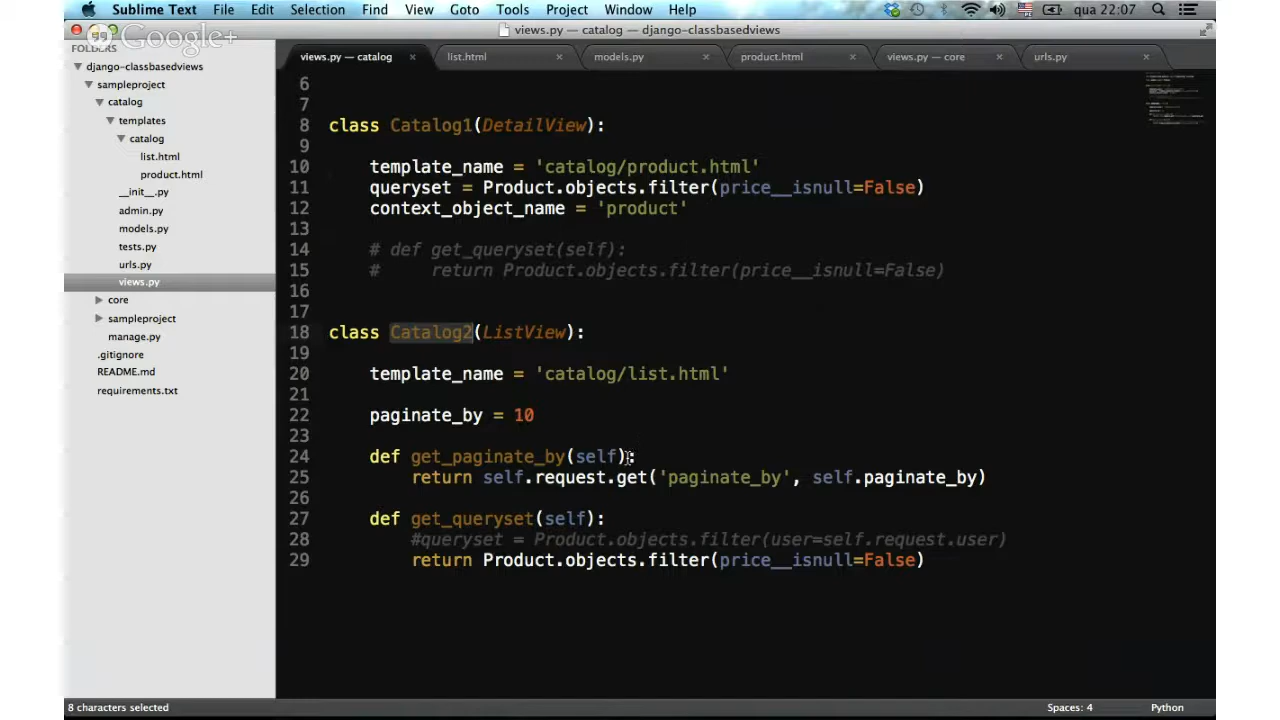 Sublime Text File Edit Selection Find View Goto Tools Project Window Help qua 22:07
views.py — catalog — django-classbasedviews
Google+
FOLDERS
views.py — catalog × list.html × models.py × product.html × views.py — core × urls.py ×
django-classbasedviews
sampleproject
catalog
templates
catalog
list.html
product.html
__init__.py
admin.py
models.py
tests.py
urls.py
views.py
core
sampleproject
manage.py
.gitignore
README.md
requirements.txt
6
7
8 class Catalog1(DetailView):
9
10 template_name = 'catalog/product.html'
11 queryset = Product.objects.filter(price__isnull=False)
12 context_object_name = 'product'
13
14 # def get_queryset(self):
15 #     return Product.objects.filter(price__isnull=False)
16
17
18 class Catalog2(ListView):
19
20 template_name = 'catalog/list.html'
21
22 paginate_by = 10
23
24 def get_paginate_by(self):
25 return self.request.get('paginate_by', self.paginate_by)
26
27 def get_queryset(self):
28 #queryset = Product.objects.filter(user=self.request.user)
29 return Product.objects.filter(price__isnull=False)
8 characters selected Spaces: 4 Python